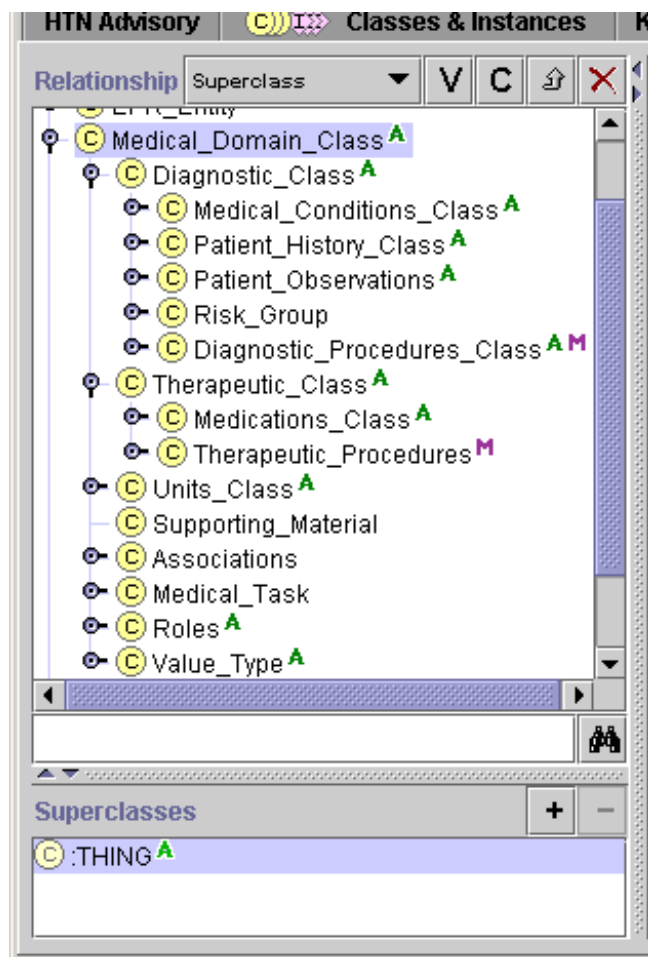 HTN Advisory C I Classes & Instances K
Relationship Superclass V C
C EPR_Entity
C Medical_Domain_Class A
C Diagnostic_Class A
C Medical_Conditions_Class A
C Patient_History_Class A
C Patient_Observations A
C Risk_Group
C Diagnostic_Procedures_Class A M
C Therapeutic_Class A
C Medications_Class A
C Therapeutic_Procedures M
C Units_Class A
C Supporting_Material
C Associations
C Medical_Task
C Roles A
C Value_Type A
Superclasses + −
C :THING A